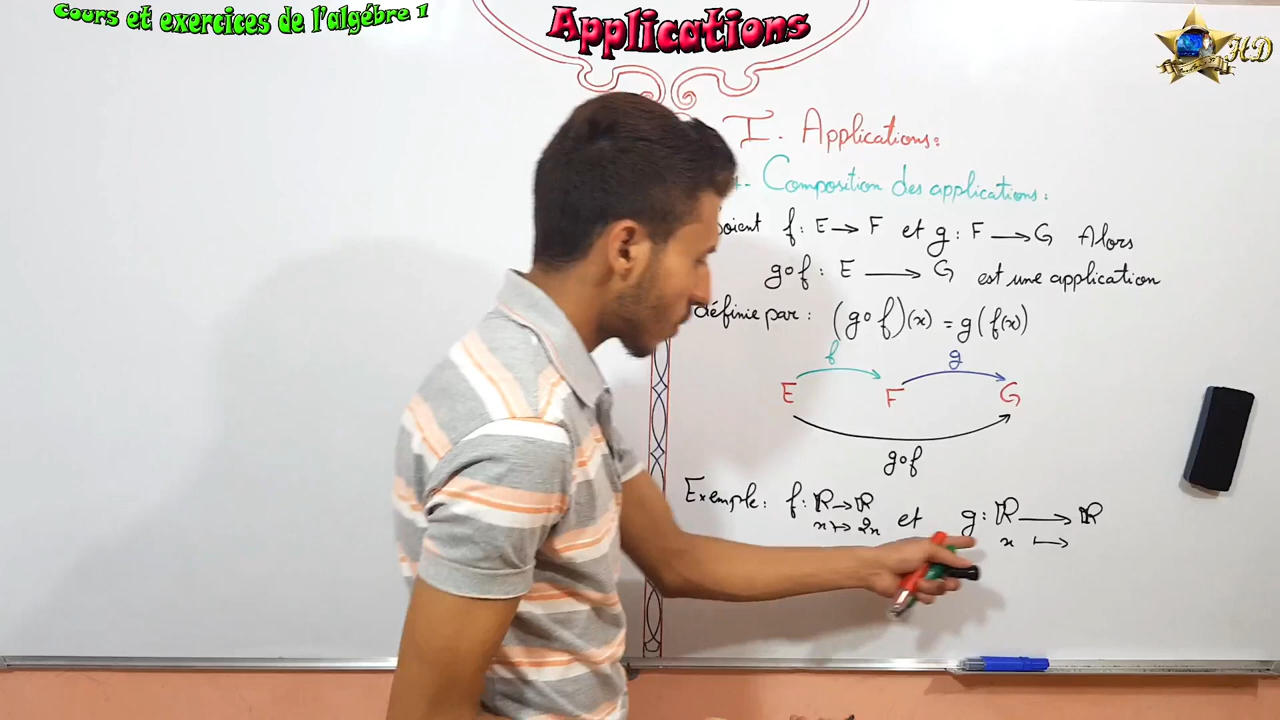 Cours et exercices de l'algébre 1
Applications
HD
I. Applications:
Composition des applications:
Soient f: E → F et g: F → G Alors
g∘f: E → G est une application
définie par: (g∘f)(x) = g(f(x))
f g
E F G
g∘f
Exemple: f: ℝ → ℝ et g: ℝ → ℝ
x ↦ 2x x ↦